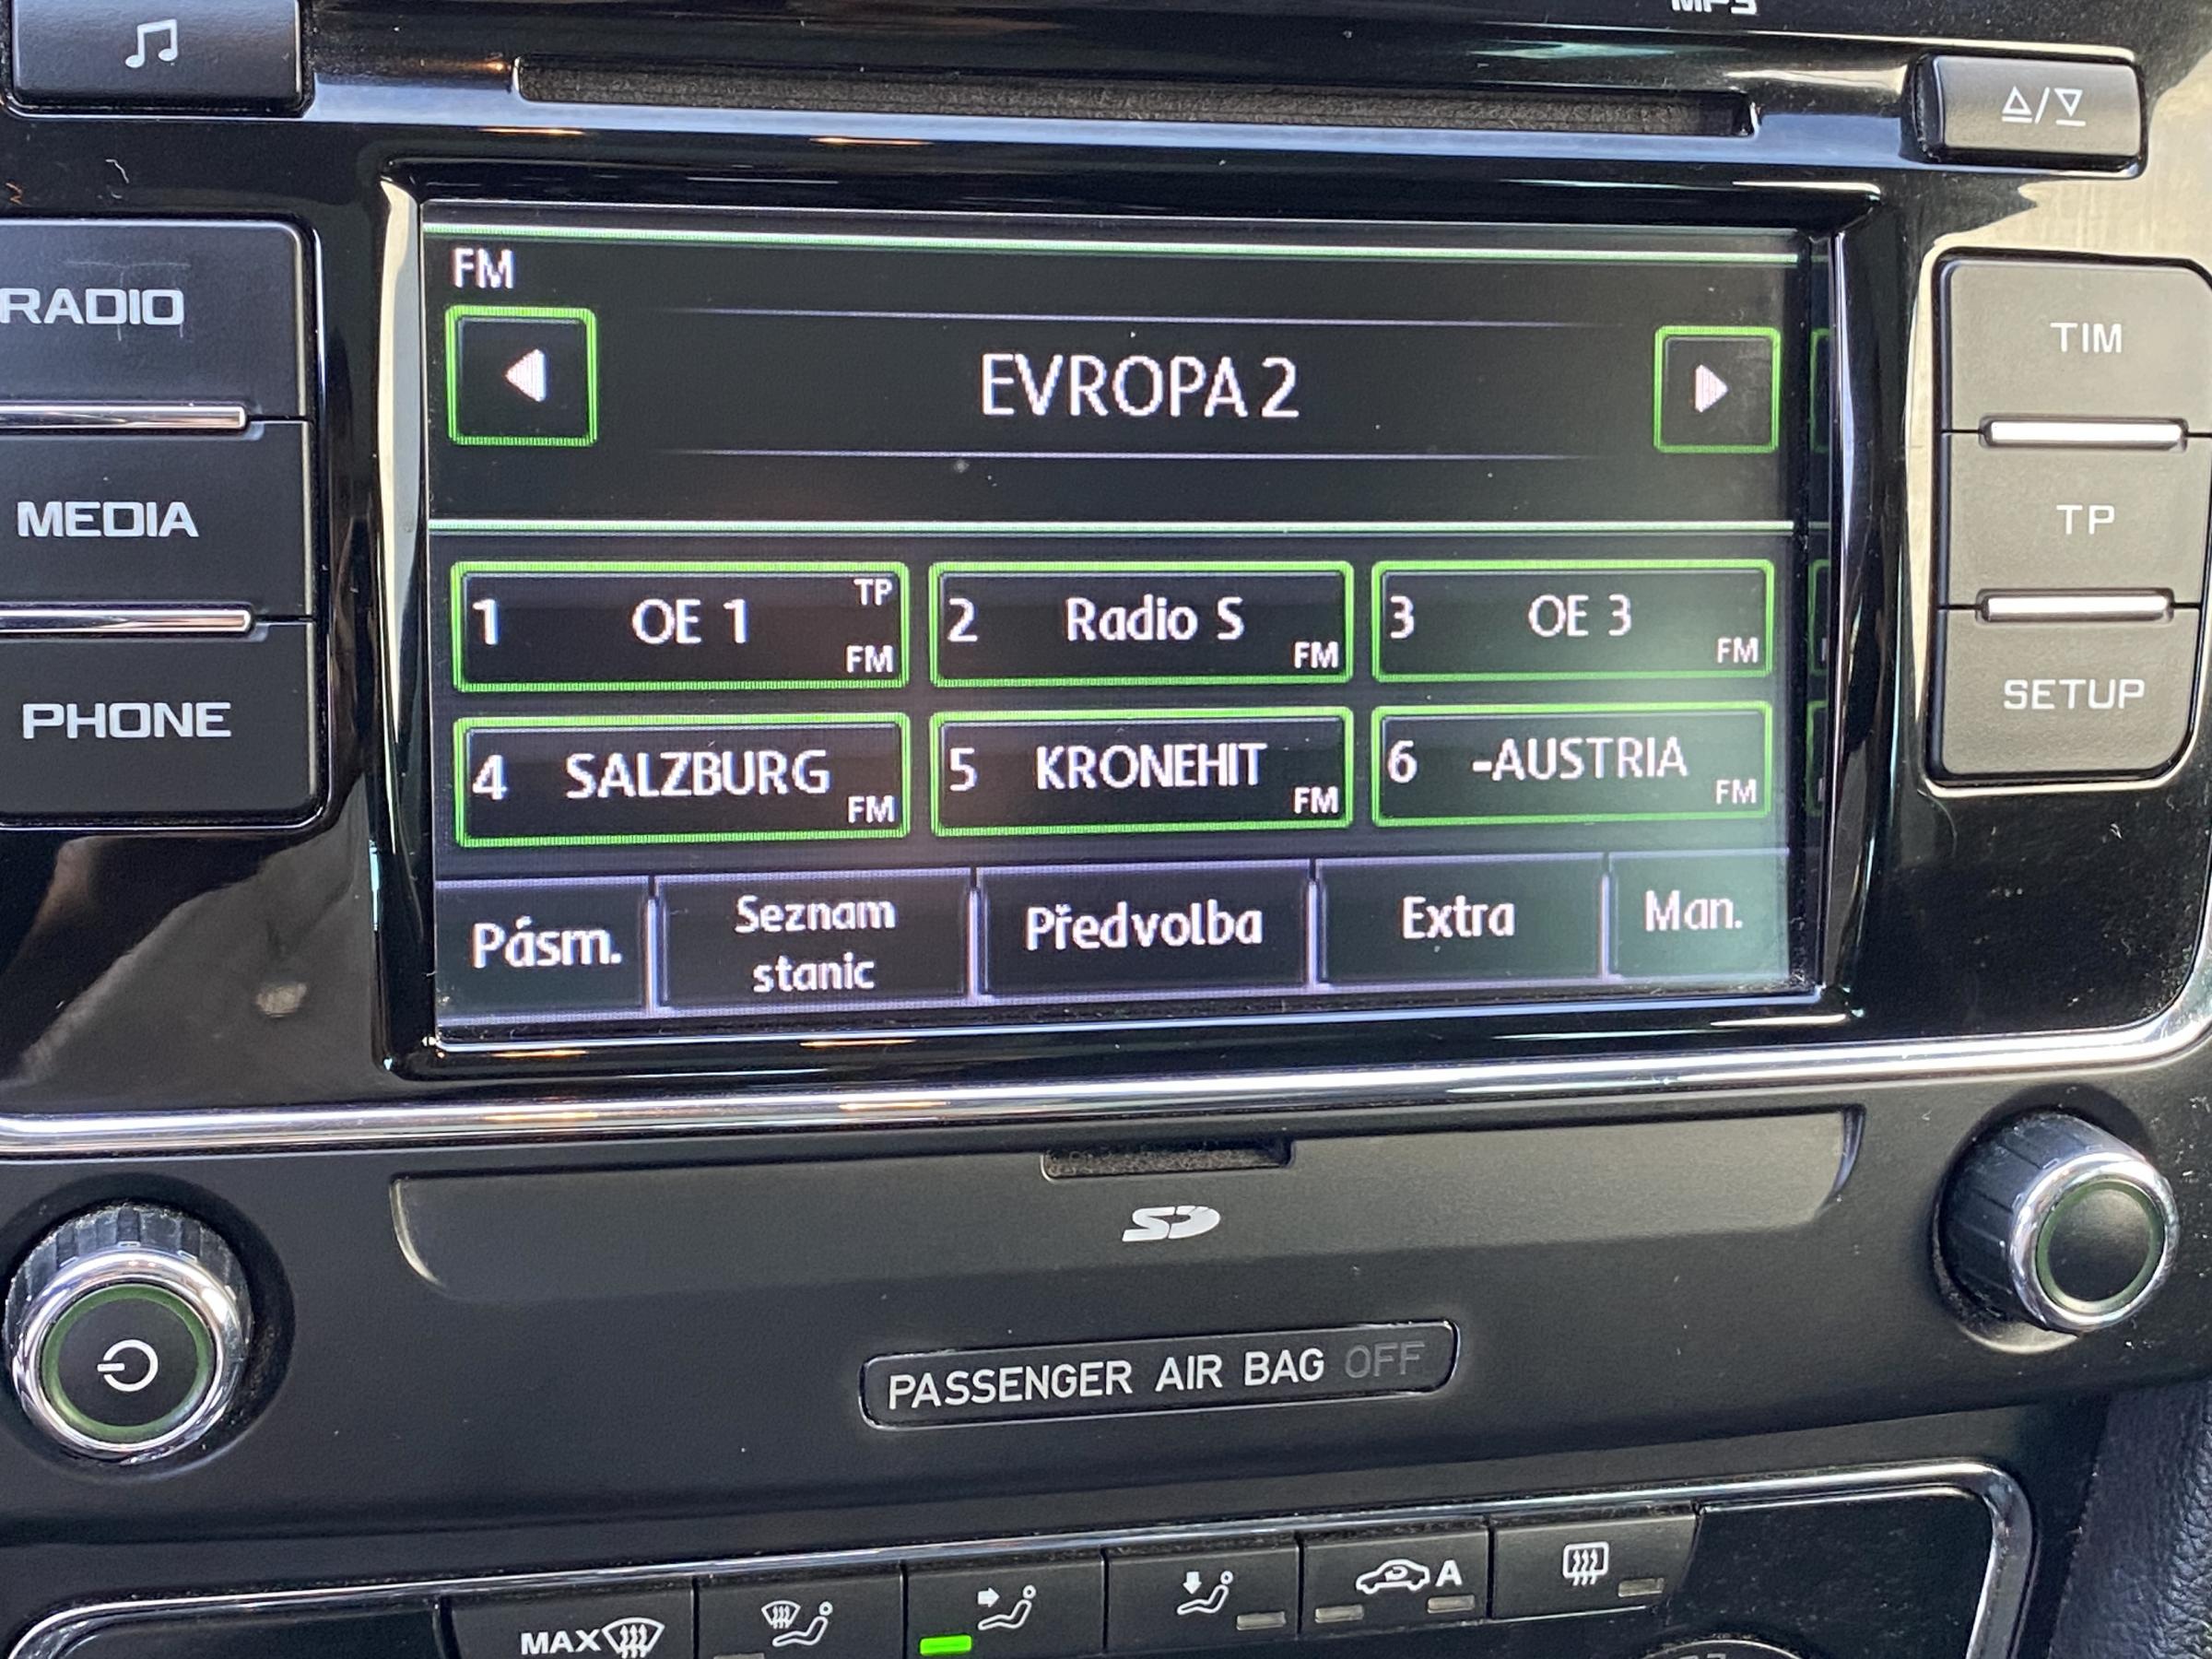 MP3
RADIO
MEDIA
PHONE
FM
EVROPA 2
1 OE 1 TP FM
2 Radio S FM
3 OE 3 FM
4 SALZBURG FM
5 KRONEHIT FM
6 -AUSTRIA FM
Pásm.
Seznam
stanic
Předvolba
Extra
Man.
TIM
TP
SETUP
SD
PASSENGER AIR BAG OFF
MAX
A